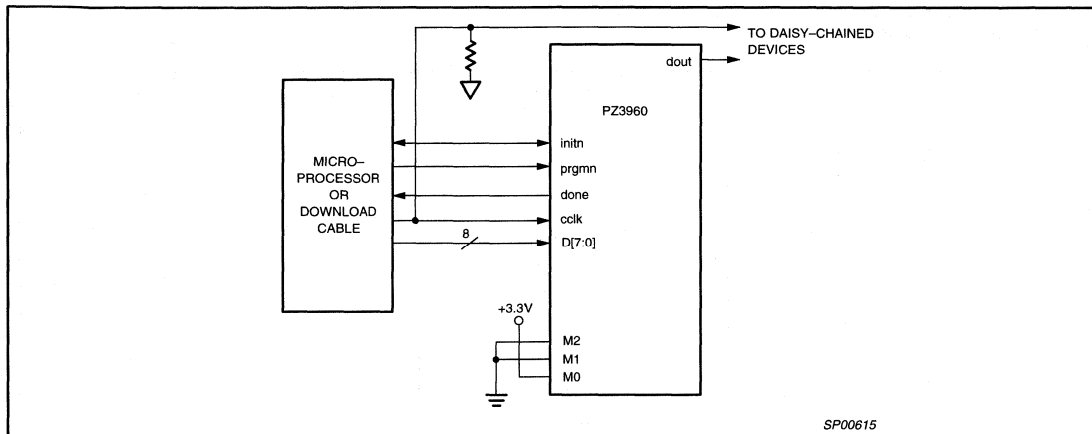 TO DAISY–CHAINED
DEVICES
dout
PZ3960
MICRO–
PROCESSOR
OR
DOWNLOAD
CABLE
initn
prgmn
done
cclk
8
D[7:0]
+3.3V
M2
M1
M0
SP00615